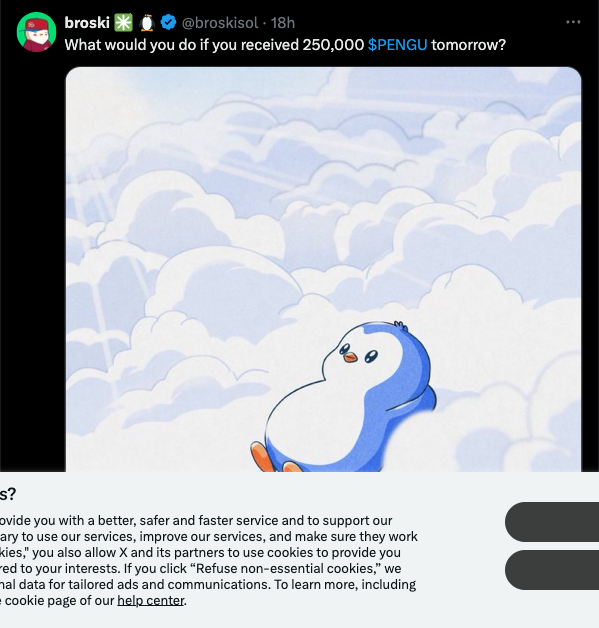 broski @broskisol · 18h
What would you do if you received 250,000 $PENGU tomorrow?
s?
ovide you with a better, safer and faster service and to support our
ary to use our services, improve our services, and make sure they work
kies," you also allow X and its partners to use cookies to provide you
red to your interests. If you click “Refuse non-essential cookies,” we
nal data for tailored ads and communications. To learn more, including
e cookie page of our help center.